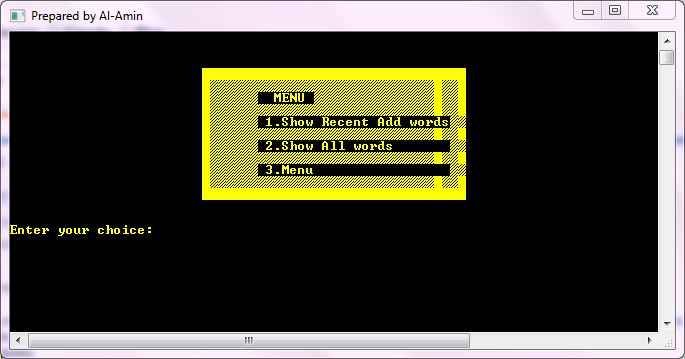 Prepared by Al-Amin
MENU
1.Show Recent Add words
2.Show All words
3.Menu
Enter your choice: